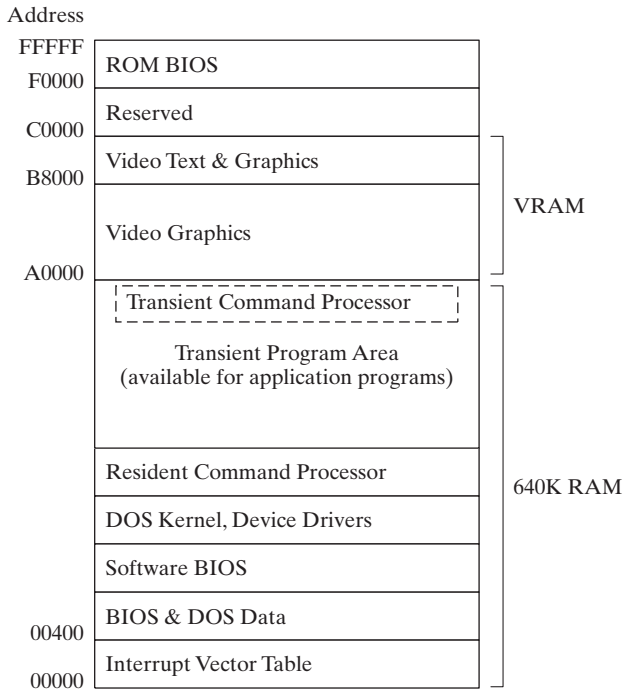 Address
FFFFF
ROM BIOS
F0000
Reserved
C0000
Video Text & Graphics
B8000
VRAM
Video Graphics
A0000
Transient Command Processor
Transient Program Area
(available for application programs)
Resident Command Processor
640K RAM
DOS Kernel, Device Drivers
Software BIOS
BIOS & DOS Data
00400
Interrupt Vector Table
00000